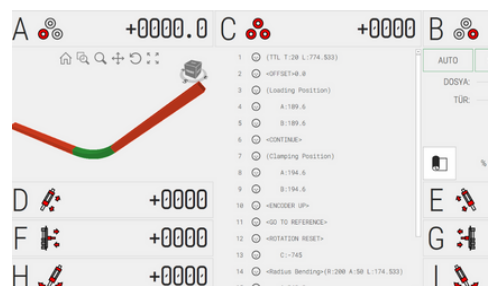 A +0000.0 C +0000 B
AUTO
DOSYA:
TÜR:
%
1 (TTL T:20 L:774.533)
2 <OFFSET>0.0
3 (Loading Position)
4 A:189.6
5 B:189.6
6 <CONTINUE>
7 (Clamping Position)
8 A:194.6
9 B:194.6
10 <ENCODER UP>
11 <GO TO REFERENCE>
12 <ROTATION RESET>
13 C:-745
14 <Radius Bending>(R:200 A:50 L:174.533)
D +0000 E
F +0000 G
H +0000 I